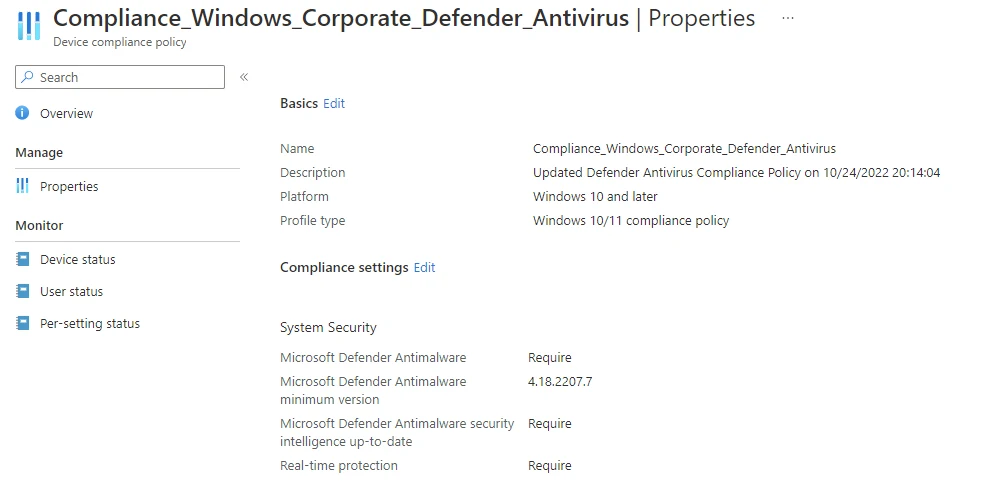 Compliance_Windows_Corporate_Defender_Antivirus | Properties ...
Device compliance policy
Search «
Overview
Manage
Properties
Monitor
Device status
User status
Per-setting status
Basics Edit
Name Compliance_Windows_Corporate_Defender_Antivirus
Description Updated Defender Antivirus Compliance Policy on 10/24/2022 20:14:04
Platform Windows 10 and later
Profile type Windows 10/11 compliance policy
Compliance settings Edit
System Security
Microsoft Defender Antimalware Require
Microsoft Defender Antimalware 4.18.2207.7
minimum version
Microsoft Defender Antimalware security Require
intelligence up-to-date
Real-time protection Require